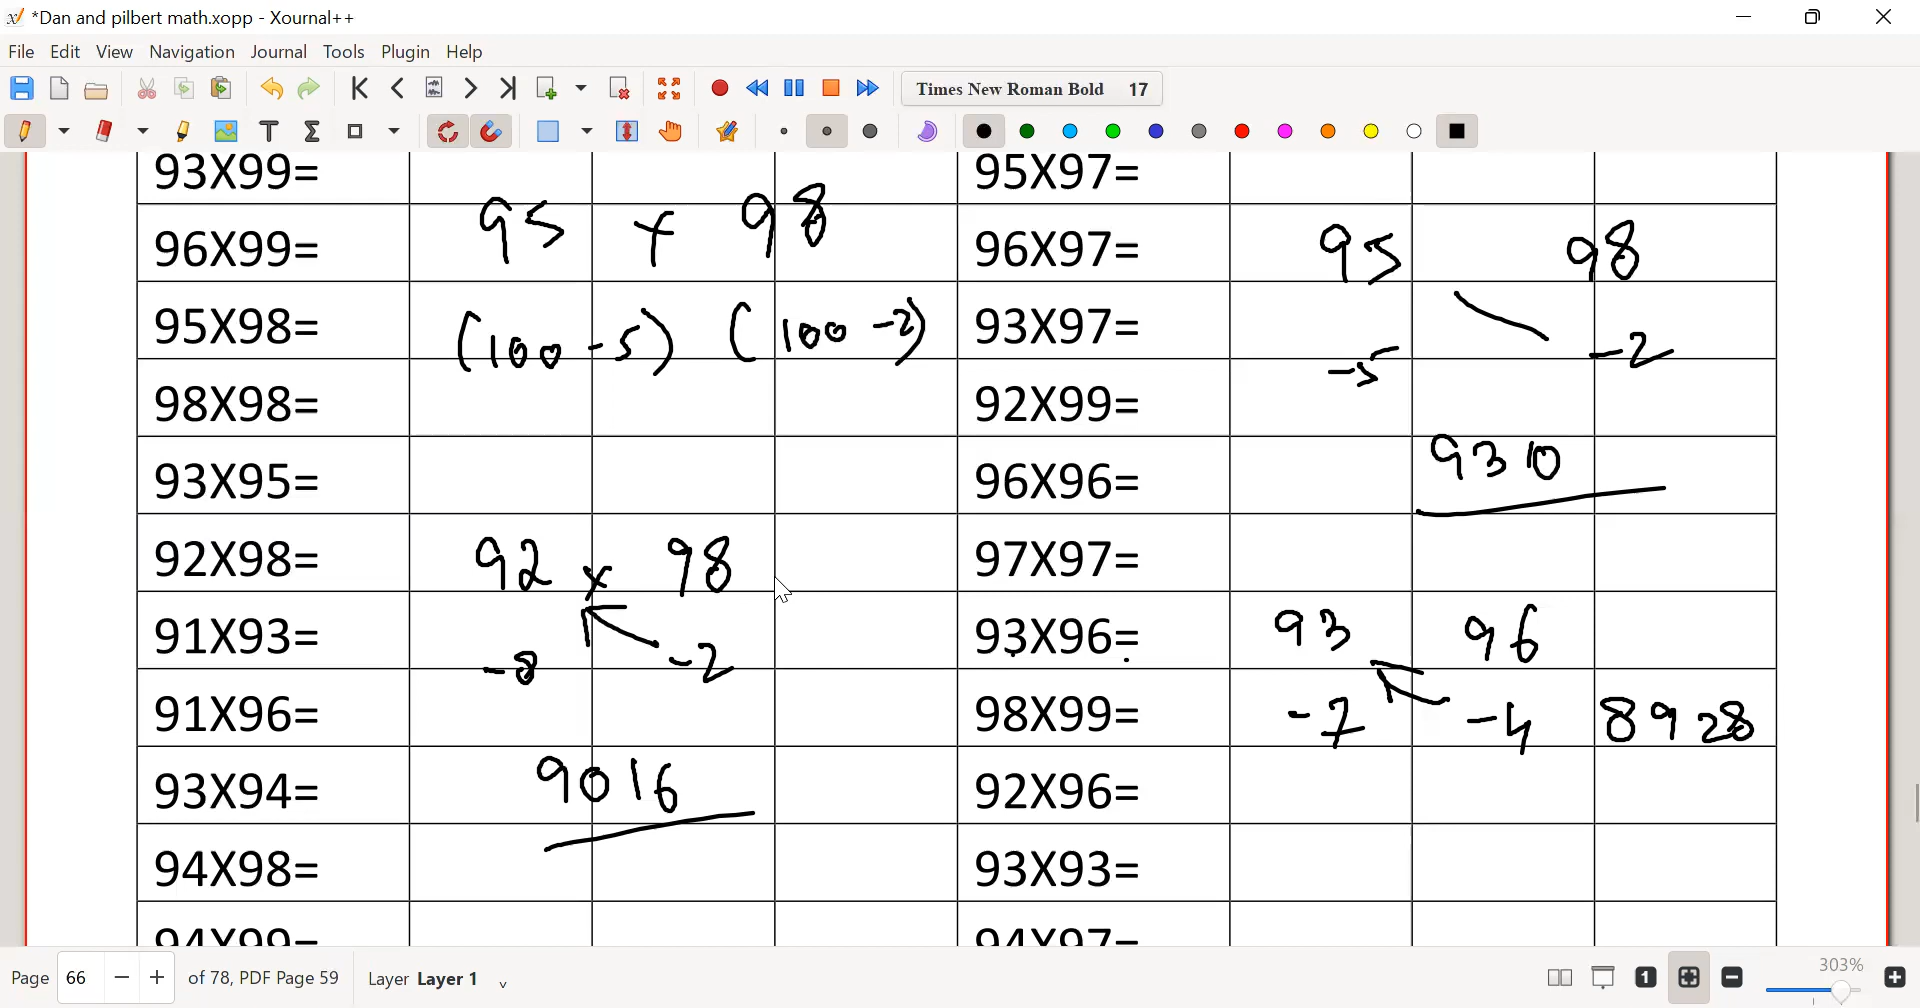 *Dan and pilbert math.xopp - Xournal++
File Edit View Navigation Journal Tools Plugin Help
Times New Roman Bold 17
93X99= 95X97=
95 x 98
96X99= 96X97= 95 98
95X98= (100 -5) (100 -2) 93X97= -5 -2
98X98= 92X99=
93X95= 96X96= 9310
92X98= 92 x 98 97X97=
91X93= -8 -2 93X96= 93 96
91X96= 98X99= -7 -4 8928
93X94= 9016 92X96=
94X98= 93X93=
94X99= 94X97=
Page 66 of 78, PDF Page 59 Layer Layer 1 303%